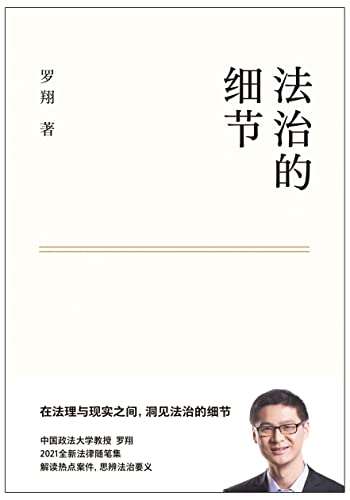 法治的
细节
罗翔 著
在法理与现实之间，洞见法治的细节
中国政法大学教授 罗翔
2021全新法律随笔集
解读热点案件，思辨法治要义